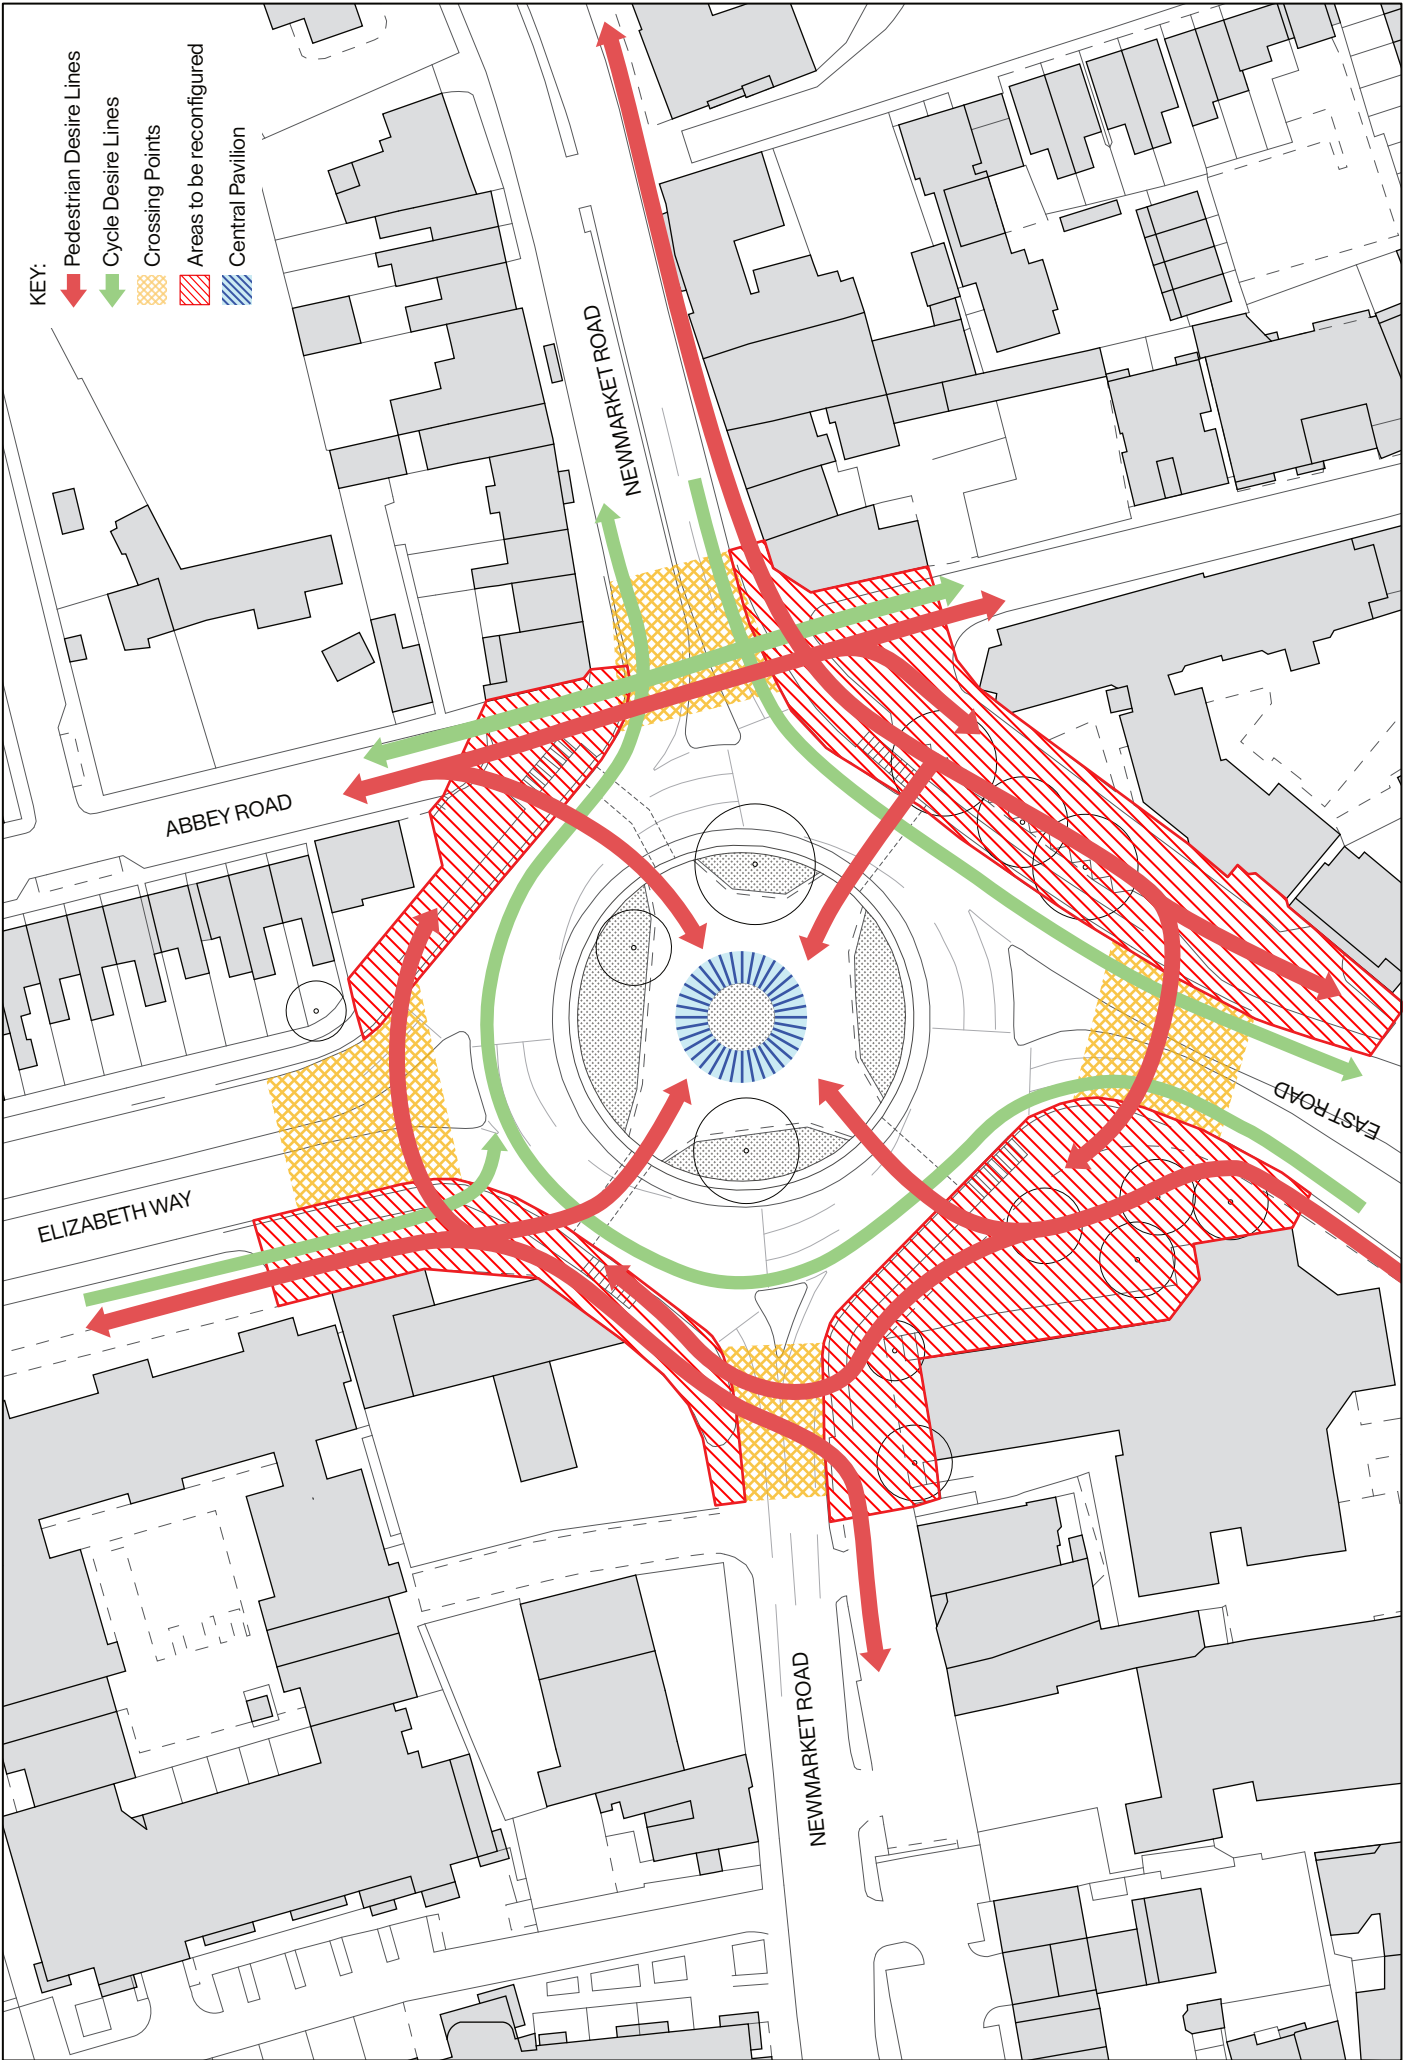 KEY:
Pedestrian Desire Lines
Cycle Desire Lines
Crossing Points
Areas to be reconfigured
Central Pavilion
NEWMARKET ROAD
ABBEY ROAD
ELIZABETH WAY
EAST ROAD
NEWMARKET ROAD